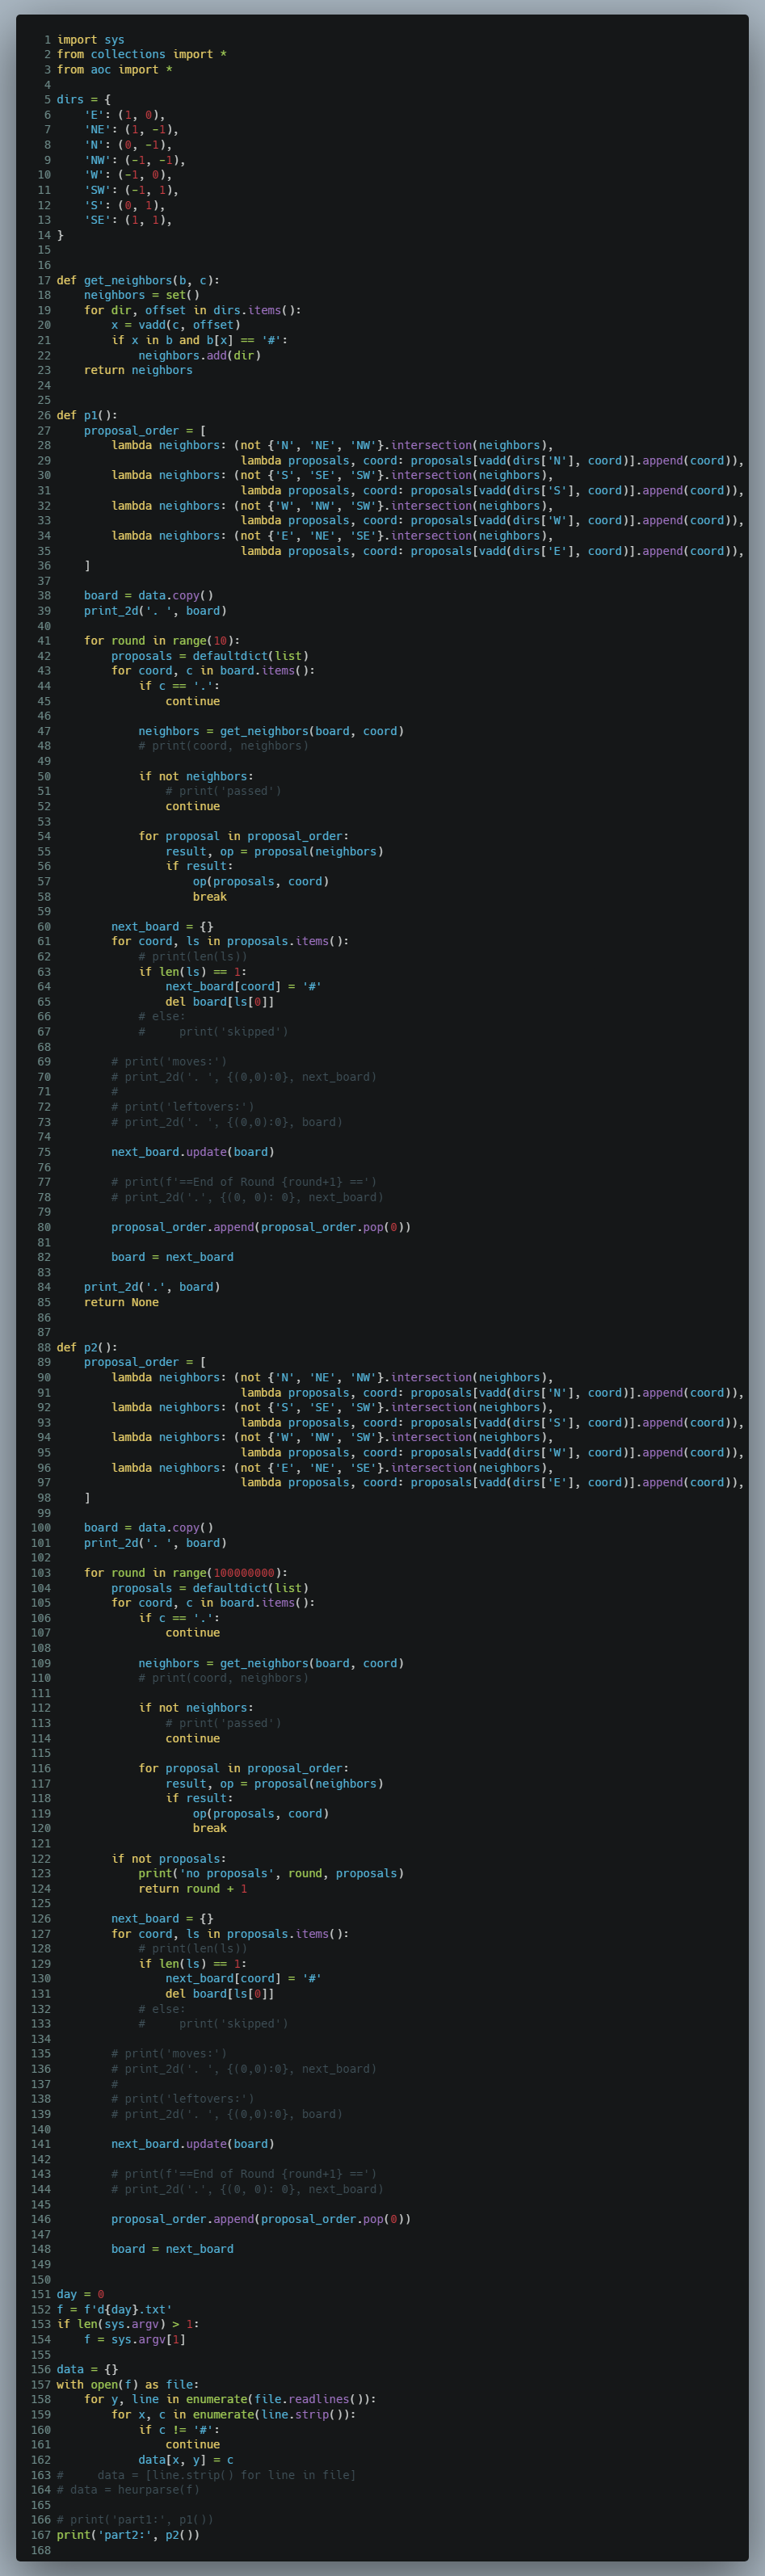 1 import sys
2 from collections import *
3 from aoc import *
4
5 dirs = {
6     'E': (1, 0),
7     'NE': (1, -1),
8     'N': (0, -1),
9     'NW': (-1, -1),
10     'W': (-1, 0),
11     'SW': (-1, 1),
12     'S': (0, 1),
13     'SE': (1, 1),
14 }
15
16
17 def get_neighbors(b, c):
18     neighbors = set()
19     for dir, offset in dirs.items():
20         x = vadd(c, offset)
21         if x in b and b[x] == '#':
22             neighbors.add(dir)
23     return neighbors
24
25
26 def p1():
27     proposal_order = [
28         lambda neighbors: (not {'N', 'NE', 'NW'}.intersection(neighbors),
29                            lambda proposals, coord: proposals[vadd(dirs['N'], coord)].append(coord)),
30         lambda neighbors: (not {'S', 'SE', 'SW'}.intersection(neighbors),
31                            lambda proposals, coord: proposals[vadd(dirs['S'], coord)].append(coord)),
32         lambda neighbors: (not {'W', 'NW', 'SW'}.intersection(neighbors),
33                            lambda proposals, coord: proposals[vadd(dirs['W'], coord)].append(coord)),
34         lambda neighbors: (not {'E', 'NE', 'SE'}.intersection(neighbors),
35                            lambda proposals, coord: proposals[vadd(dirs['E'], coord)].append(coord)),
36     ]
37
38     board = data.copy()
39     print_2d('. ', board)
40
41     for round in range(10):
42         proposals = defaultdict(list)
43         for coord, c in board.items():
44             if c == '.':
45                 continue
46
47             neighbors = get_neighbors(board, coord)
48             # print(coord, neighbors)
49
50             if not neighbors:
51                 # print('passed')
52                 continue
53
54             for proposal in proposal_order:
55                 result, op = proposal(neighbors)
56                 if result:
57                     op(proposals, coord)
58                     break
59
60         next_board = {}
61         for coord, ls in proposals.items():
62             # print(len(ls))
63             if len(ls) == 1:
64                 next_board[coord] = '#'
65                 del board[ls[0]]
66             # else:
67             #     print('skipped')
68
69         # print('moves:')
70         # print_2d('. ', {(0,0):0}, next_board)
71         #
72         # print('leftovers:')
73         # print_2d('. ', {(0,0):0}, board)
74
75         next_board.update(board)
76
77         # print(f'==End of Round {round+1} ==')
78         # print_2d('.', {(0, 0): 0}, next_board)
79
80         proposal_order.append(proposal_order.pop(0))
81
82         board = next_board
83
84     print_2d('.', board)
85     return None
86
87
88 def p2():
89     proposal_order = [
90         lambda neighbors: (not {'N', 'NE', 'NW'}.intersection(neighbors),
91                            lambda proposals, coord: proposals[vadd(dirs['N'], coord)].append(coord)),
92         lambda neighbors: (not {'S', 'SE', 'SW'}.intersection(neighbors),
93                            lambda proposals, coord: proposals[vadd(dirs['S'], coord)].append(coord)),
94         lambda neighbors: (not {'W', 'NW', 'SW'}.intersection(neighbors),
95                            lambda proposals, coord: proposals[vadd(dirs['W'], coord)].append(coord)),
96         lambda neighbors: (not {'E', 'NE', 'SE'}.intersection(neighbors),
97                            lambda proposals, coord: proposals[vadd(dirs['E'], coord)].append(coord)),
98     ]
99
100     board = data.copy()
101     print_2d('. ', board)
102
103     for round in range(100000000):
104         proposals = defaultdict(list)
105         for coord, c in board.items():
106             if c == '.':
107                 continue
108
109             neighbors = get_neighbors(board, coord)
110             # print(coord, neighbors)
111
112             if not neighbors:
113                 # print('passed')
114                 continue
115
116             for proposal in proposal_order:
117                 result, op = proposal(neighbors)
118                 if result:
119                     op(proposals, coord)
120                     break
121
122         if not proposals:
123             print('no proposals', round, proposals)
124             return round + 1
125
126         next_board = {}
127         for coord, ls in proposals.items():
128             # print(len(ls))
129             if len(ls) == 1:
130                 next_board[coord] = '#'
131                 del board[ls[0]]
132             # else:
133             #     print('skipped')
134
135         # print('moves:')
136         # print_2d('. ', {(0,0):0}, next_board)
137         #
138         # print('leftovers:')
139         # print_2d('. ', {(0,0):0}, board)
140
141         next_board.update(board)
142
143         # print(f'==End of Round {round+1} ==')
144         # print_2d('.', {(0, 0): 0}, next_board)
145
146         proposal_order.append(proposal_order.pop(0))
147
148         board = next_board
149
150
151 day = 0
152 f = f'd{day}.txt'
153 if len(sys.argv) > 1:
154     f = sys.argv[1]
155
156 data = {}
157 with open(f) as file:
158     for y, line in enumerate(file.readlines()):
159         for x, c in enumerate(line.strip()):
160             if c != '#':
161                 continue
162             data[x, y] = c
163 #     data = [line.strip() for line in file]
164 # data = heurparse(f)
165
166 # print('part1:', p1())
167 print('part2:', p2())
168